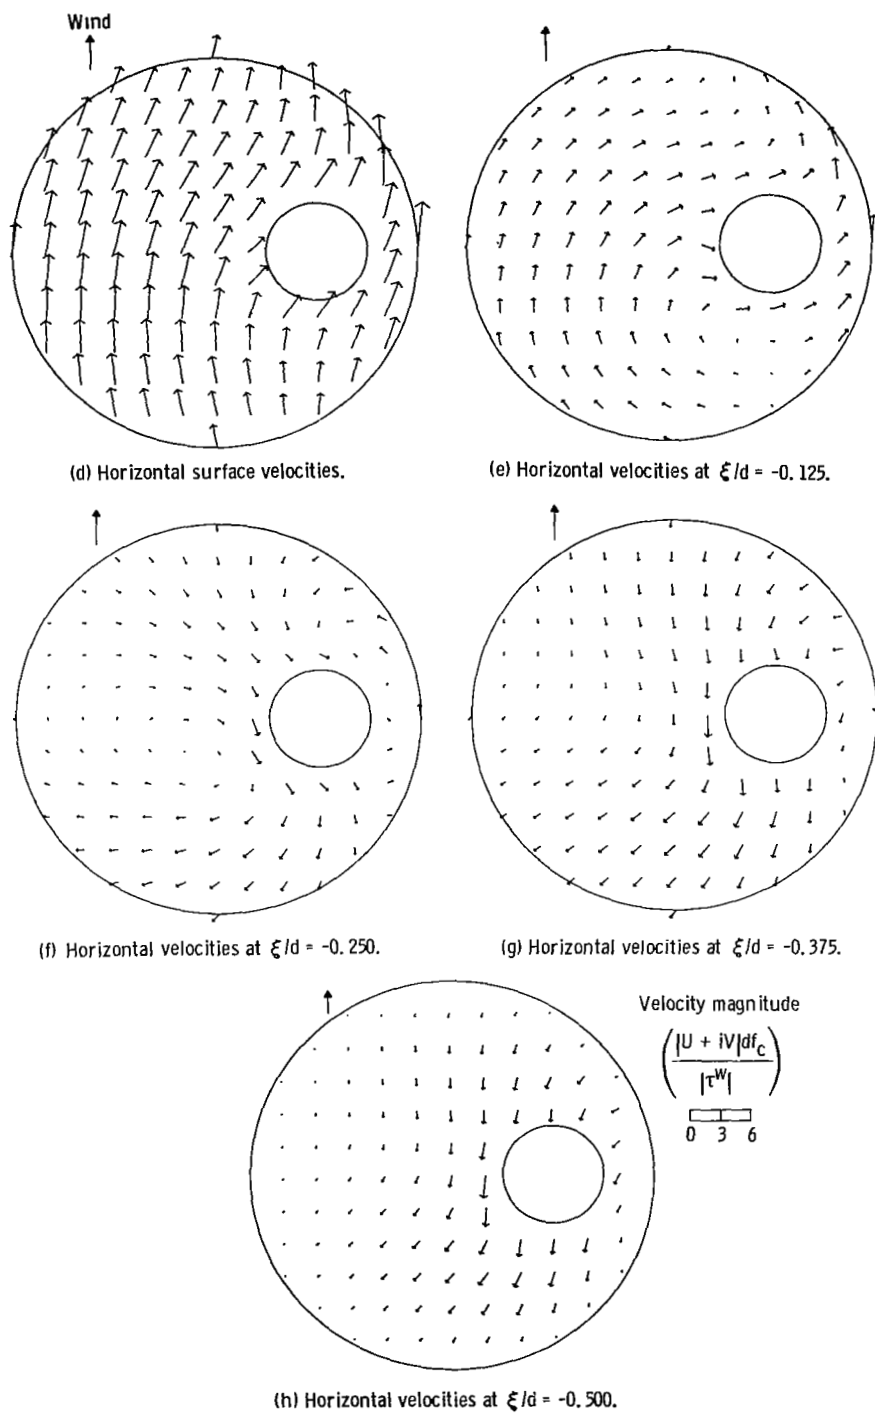 Wind
(d) Horizontal surface velocities.
(e) Horizontal velocities at ξ/d = -0.125.
(f) Horizontal velocities at ξ/d = -0.250.
(g) Horizontal velocities at ξ/d = -0.375.
Velocity magnitude
(|U + iV|df_c / |τ^W|)
0 3 6
(h) Horizontal velocities at ξ/d = -0.500.